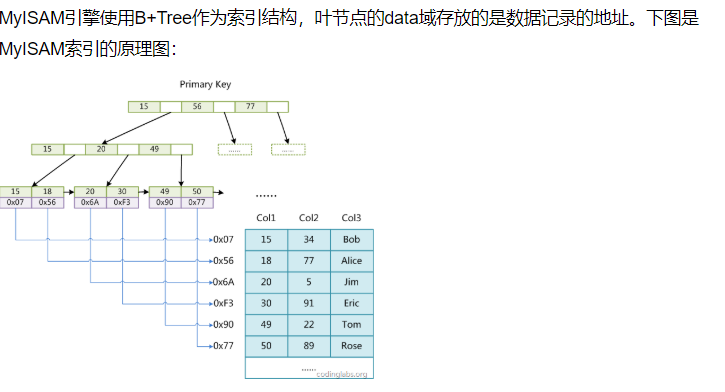 MyISAM引擎使用B+Tree作为索引结构，叶节点的data域存放的是数据记录的地址。下图是
MyISAM索引的原理图：
Primary Key
15 56 77
15 20 49
...... ......
15 18 20 30 49 50
0x07 0x56 0x6A 0xF3 0x90 0x77
......
Col1 Col2 Col3
0x07 15 34 Bob
0x56 18 77 Alice
0x6A 20 5 Jim
0xF3 30 91 Eric
0x90 49 22 Tom
0x77 50 89 Rose
......
codinglabs.org